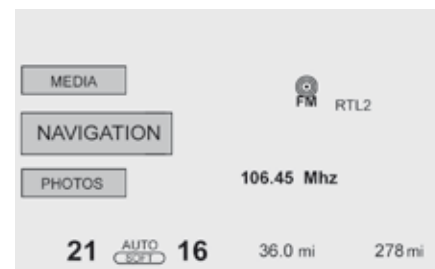 MEDIA
FM RTL2
NAVIGATION
PHOTOS
106.45 Mhz
21 AUTO SOFT 16 36.0 mi 278 mi